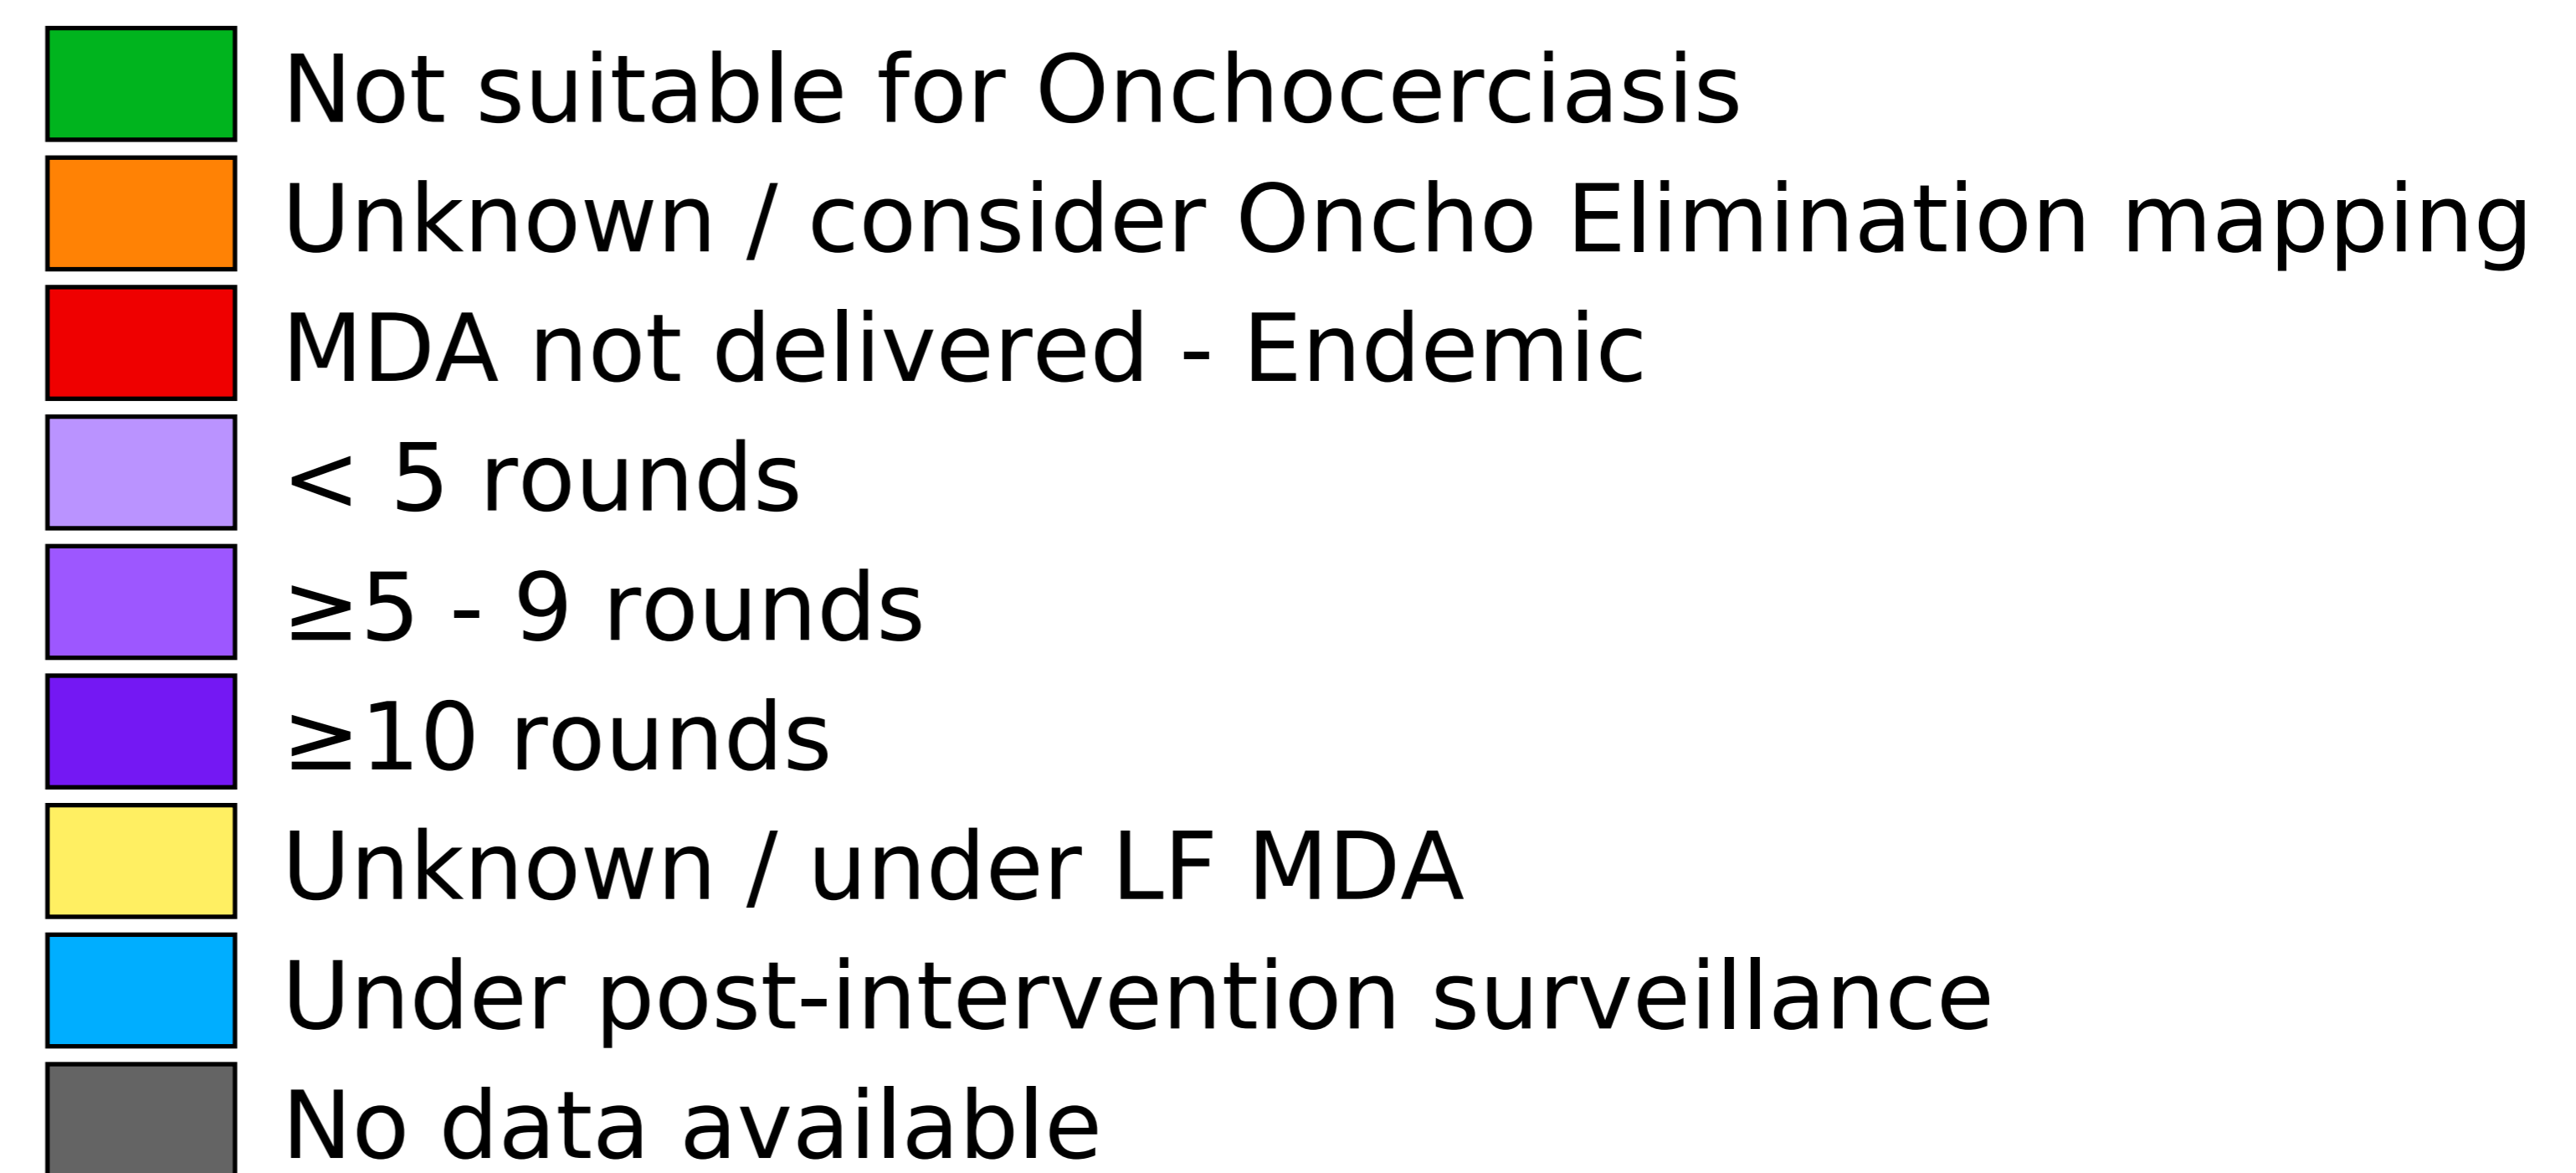 Not suitable for Onchocerciasis
Unknown / consider Oncho Elimination mapping
MDA not delivered - Endemic
< 5 rounds
≥5 - 9 rounds
≥10 rounds
Unknown / under LF MDA
Under post-intervention surveillance
No data available